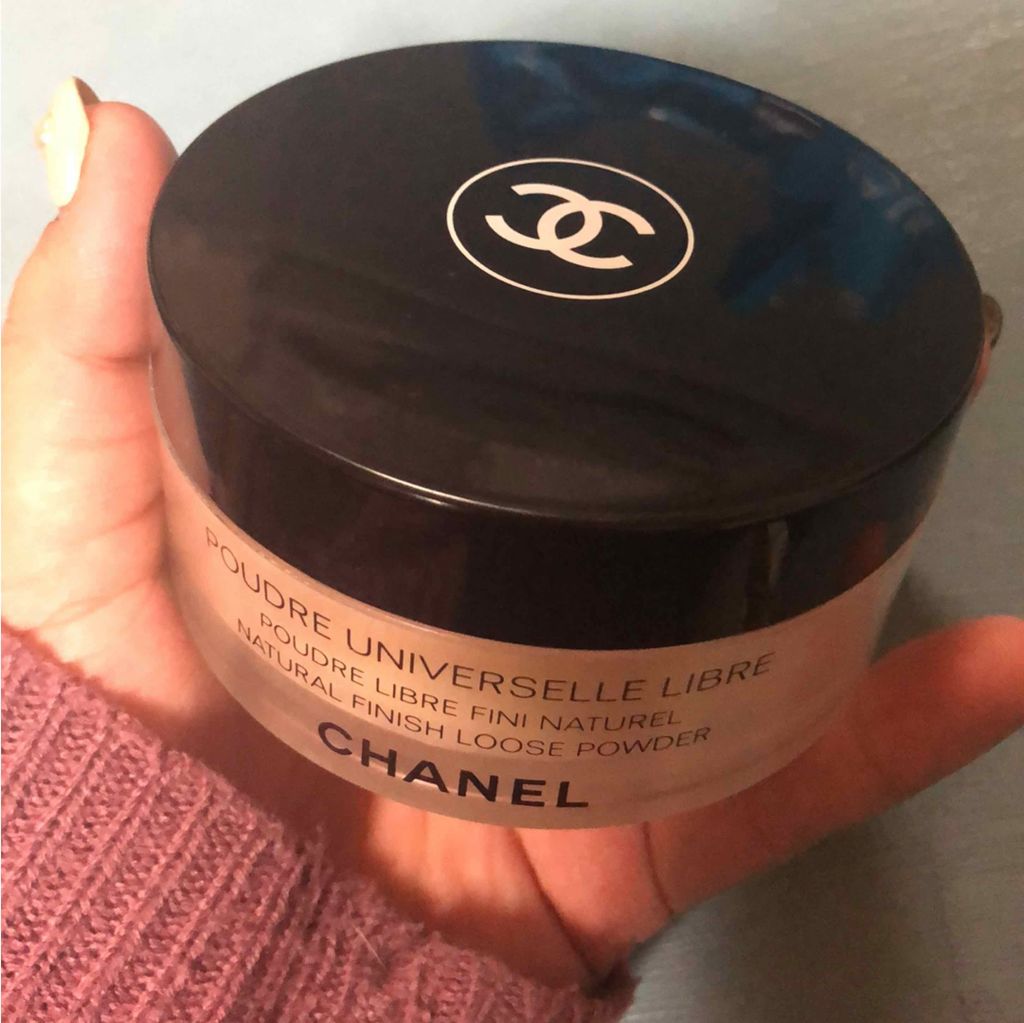 POUDRE UNIVERSELLE LIBRE
POUDRE LIBRE FINI NATUREL
NATURAL FINISH LOOSE POWDER
CHANEL